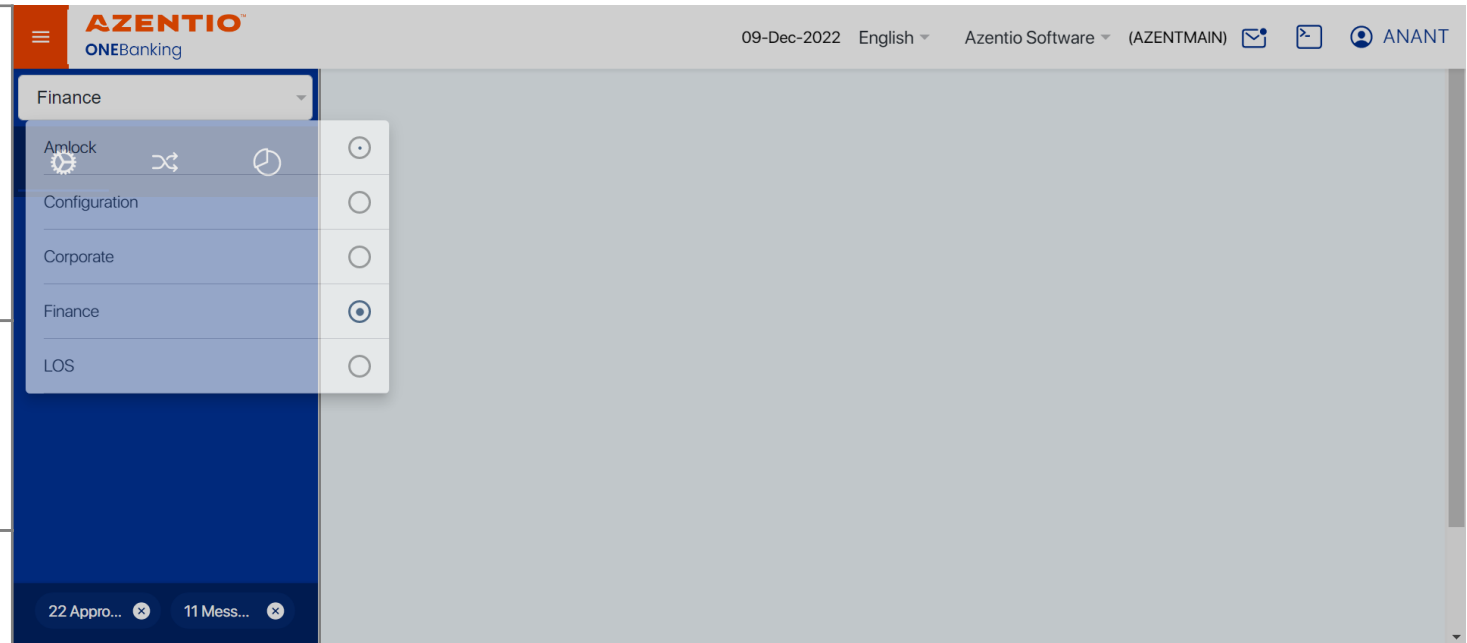 AZENTIO™
ONEBanking
09-Dec-2022 English Azentio Software (AZENTMAIN) ANANT
Finance
Amlock
Configuration
Corporate
Finance
LOS
22 Appro... 11 Mess...